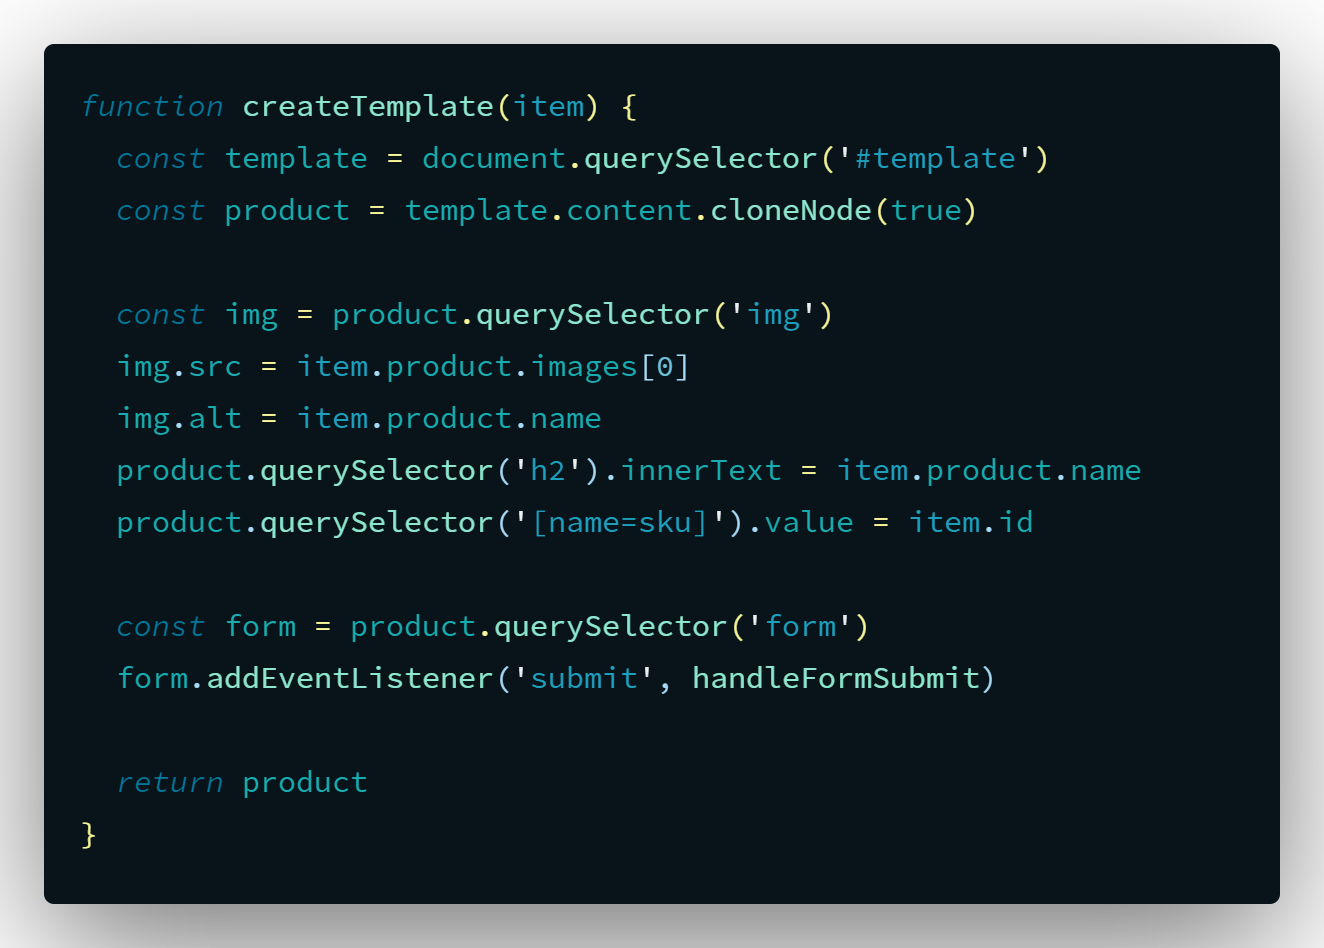 function createTemplate(item) {
  const template = document.querySelector('#template')
  const product = template.content.cloneNode(true)

  const img = product.querySelector('img')
  img.src = item.product.images[0]
  img.alt = item.product.name
  product.querySelector('h2').innerText = item.product.name
  product.querySelector('[name=sku]').value = item.id

  const form = product.querySelector('form')
  form.addEventListener('submit', handleFormSubmit)

  return product
}